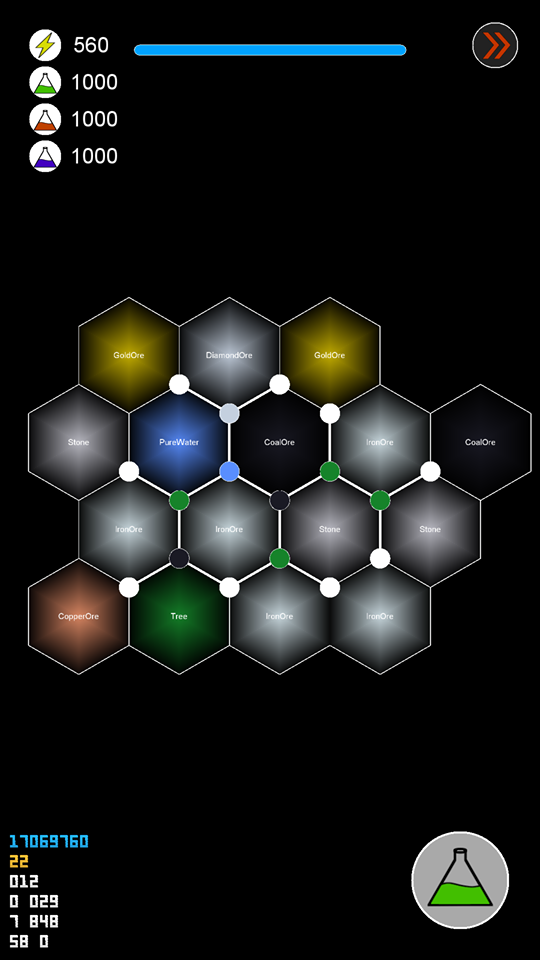 560
1000
1000
1000
GoldOre DiamondOre GoldOre
Stone PureWater CoalOre IronOre CoalOre
IronOre IronOre Stone Stone
CopperOre Tree IronOre IronOre
17069760
22
012
0 029
7 848
58 0